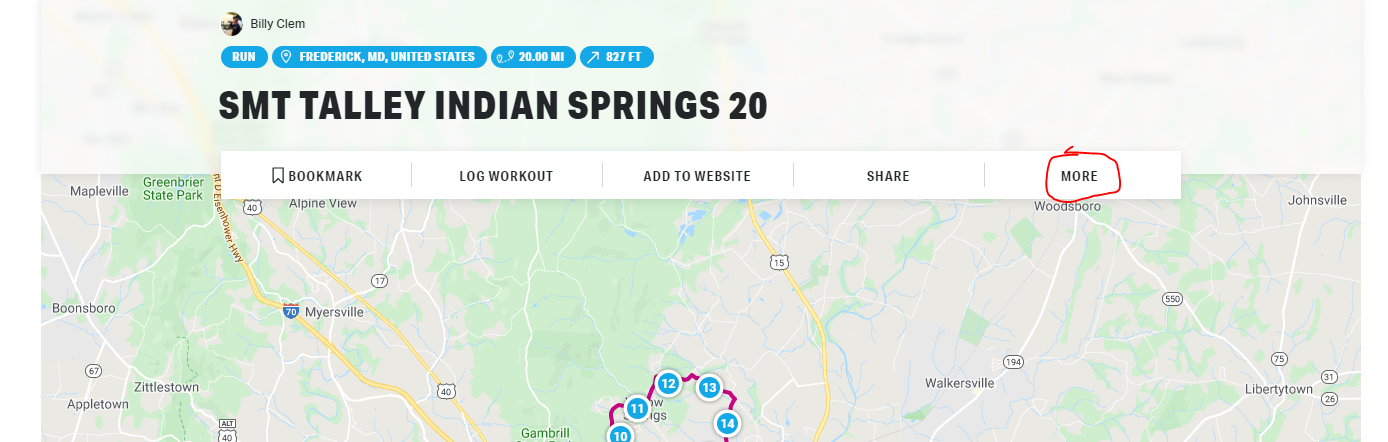 Billy Clem
RUN
FREDERICK, MD, UNITED STATES
20.00 MI
827 FT
SMT TALLEY INDIAN SPRINGS 20
BOOKMARK
LOG WORKOUT
ADD TO WEBSITE
SHARE
MORE
Mapleville
Greenbrier
State Park
40
Alpine View
Woodsboro
Johnsville
Eisenhower Hwy
15
17
Boonsboro
70
Myersville
550
67
Zittlestown
Appletown
40
12
13
11
10
14
194
Walkersville
75
Libertytown
31
26
ALT
40
Gambrill